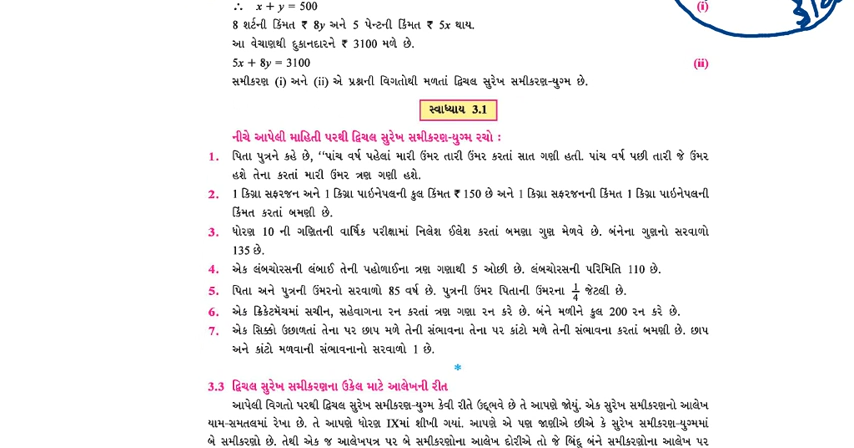 ∴ x + y = 500 (i)
8 શર્ટની કિંમત ₹ 8y અને 5 પેન્ટની કિંમત ₹ 5x થાય.
આ વેચાણથી દુકાનદારને ₹ 3100 મળે છે.
5x + 8y = 3100 (ii)
સમીકરણ (i) અને (ii) એ પ્રશ્નની વિગતોથી મળતાં દ્વિચલ સુરેખ સમીકરણ-યુગ્મ છે.
સ્વાધ્યાય 3.1
નીચે આપેલી માહિતી પરથી દ્વિચલ સુરેખ સમીકરણ-યુગ્મ રચો :
1. પિતા પુત્રને કહે છે, ‘‘પાંચ વર્ષ પહેલાં મારી ઉંમર તારી ઉંમર કરતાં સાત ગણી હતી. પાંચ વર્ષ પછી તારી જે ઉંમર
હશે તેના કરતાં મારી ઉંમર ત્રણ ગણી હશે.
2. 1 કિગ્રા સફરજન અને 1 કિગ્રા પાઇનેપલની કુલ કિંમત ₹ 150 છે અને 1 કિગ્રા સફરજનની કિંમત 1 કિગ્રા પાઇનેપલની
કિંમત કરતાં બમણી છે.
3. ધોરણ 10 ની ગણિતની વાર્ષિક પરીક્ષામાં નિલેશ ઈલેશ કરતાં બમણા ગુણ મેળવે છે. બંનેના ગુણનો સરવાળો
135 છે.
4. એક લંબચોરસની લંબાઈ તેની પહોળાઈના ત્રણ ગણાથી 5 ઓછી છે. લંબચોરસની પરિમિતિ 110 છે.
5. પિતા અને પુત્રની ઉંમરનો સરવાળો 85 વર્ષ છે. પુત્રની ઉંમર પિતાની ઉંમરના 1/4 જેટલી છે.
6. એક ક્રિકેટમૅચમાં સચીન, સહેવાગના રન કરતાં ત્રણ ગણા રન કરે છે. બંને મળીને કુલ 200 રન કરે છે.
7. એક સિક્કો ઉછાળતાં તેના પર છાપ મળે તેની સંભાવના તેના પર કાંટો મળે તેની સંભાવના કરતાં બમણી છે. છાપ
અને કાંટો મળવાની સંભાવનાનો સરવાળો 1 છે.
*
3.3 દ્વિચલ સુરેખ સમીકરણના ઉકેલ માટે આલેખની રીત
આપેલી વિગતો પરથી દ્વિચલ સુરેખ સમીકરણ-યુગ્મ કેવી રીતે ઉદ્ભવે છે તે આપણે જોયું. એક સુરેખ સમીકરણનો આલેખ
યામ-સમતલમાં રેખા છે. તે આપણે ધોરણ IXમાં શીખી ગયાં. આપણે એ પણ જાણીએ છીએ કે સુરેખ સમીકરણ-યુગ્મમાં
બે સમીકરણો છે. તેથી એક જ આલેખપત્ર પર બે સમીકરણોના આલેખ દોરીએ તો જે બિંદુ બંને સમીકરણોના આલેખ પર